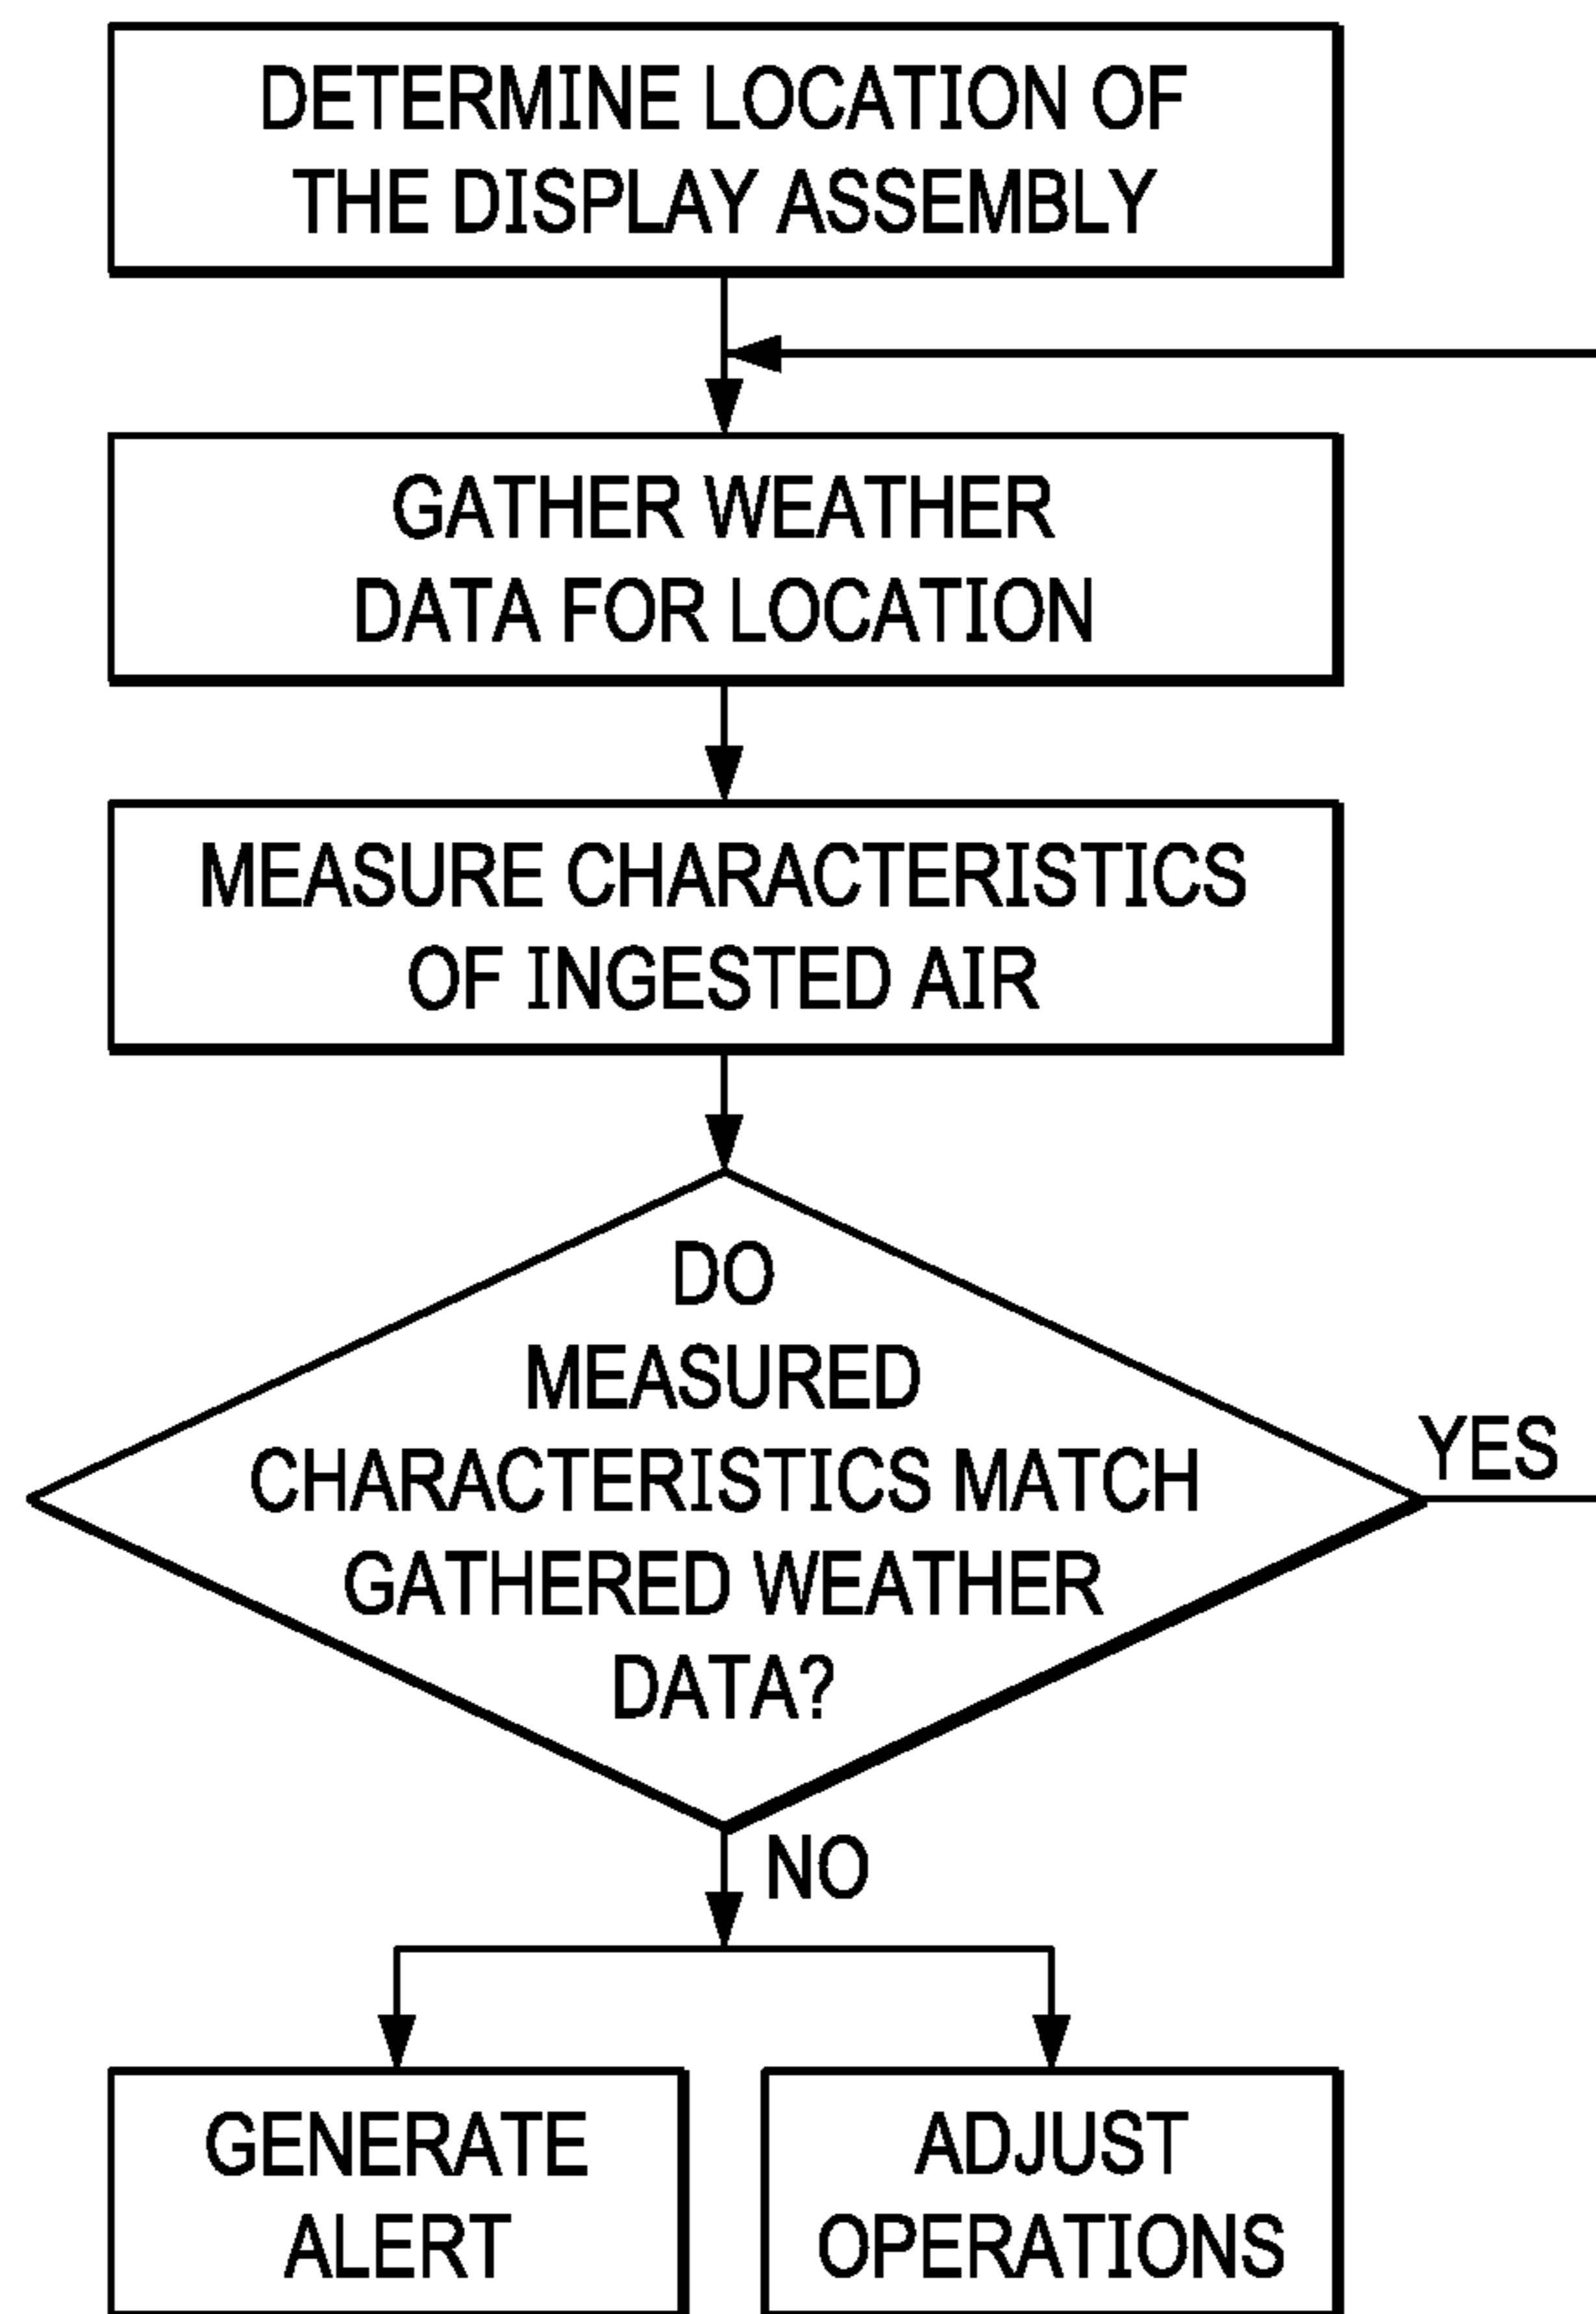 DETERMINE LOCATION OF
THE DISPLAY ASSEMBLY
GATHER WEATHER
DATA FOR LOCATION
MEASURE CHARACTERISTICS
OF INGESTED AIR
DO
MEASURED
CHARACTERISTICS MATCH
GATHERED WEATHER
DATA?
YES
NO
GENERATE
ALERT
ADJUST
OPERATIONS